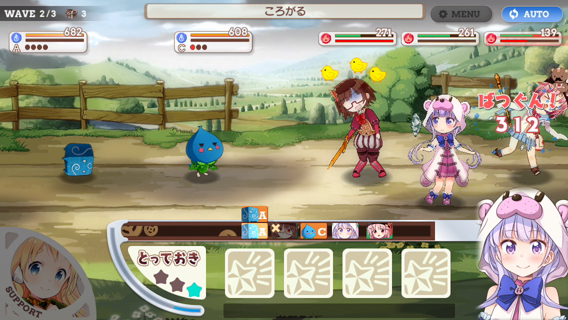 WAVE 2/3 3
ころがる
MENU
AUTO
682
A
608
C
271
261
139
ばつぐん!
312
A
A C
とっておき
SUPPORT